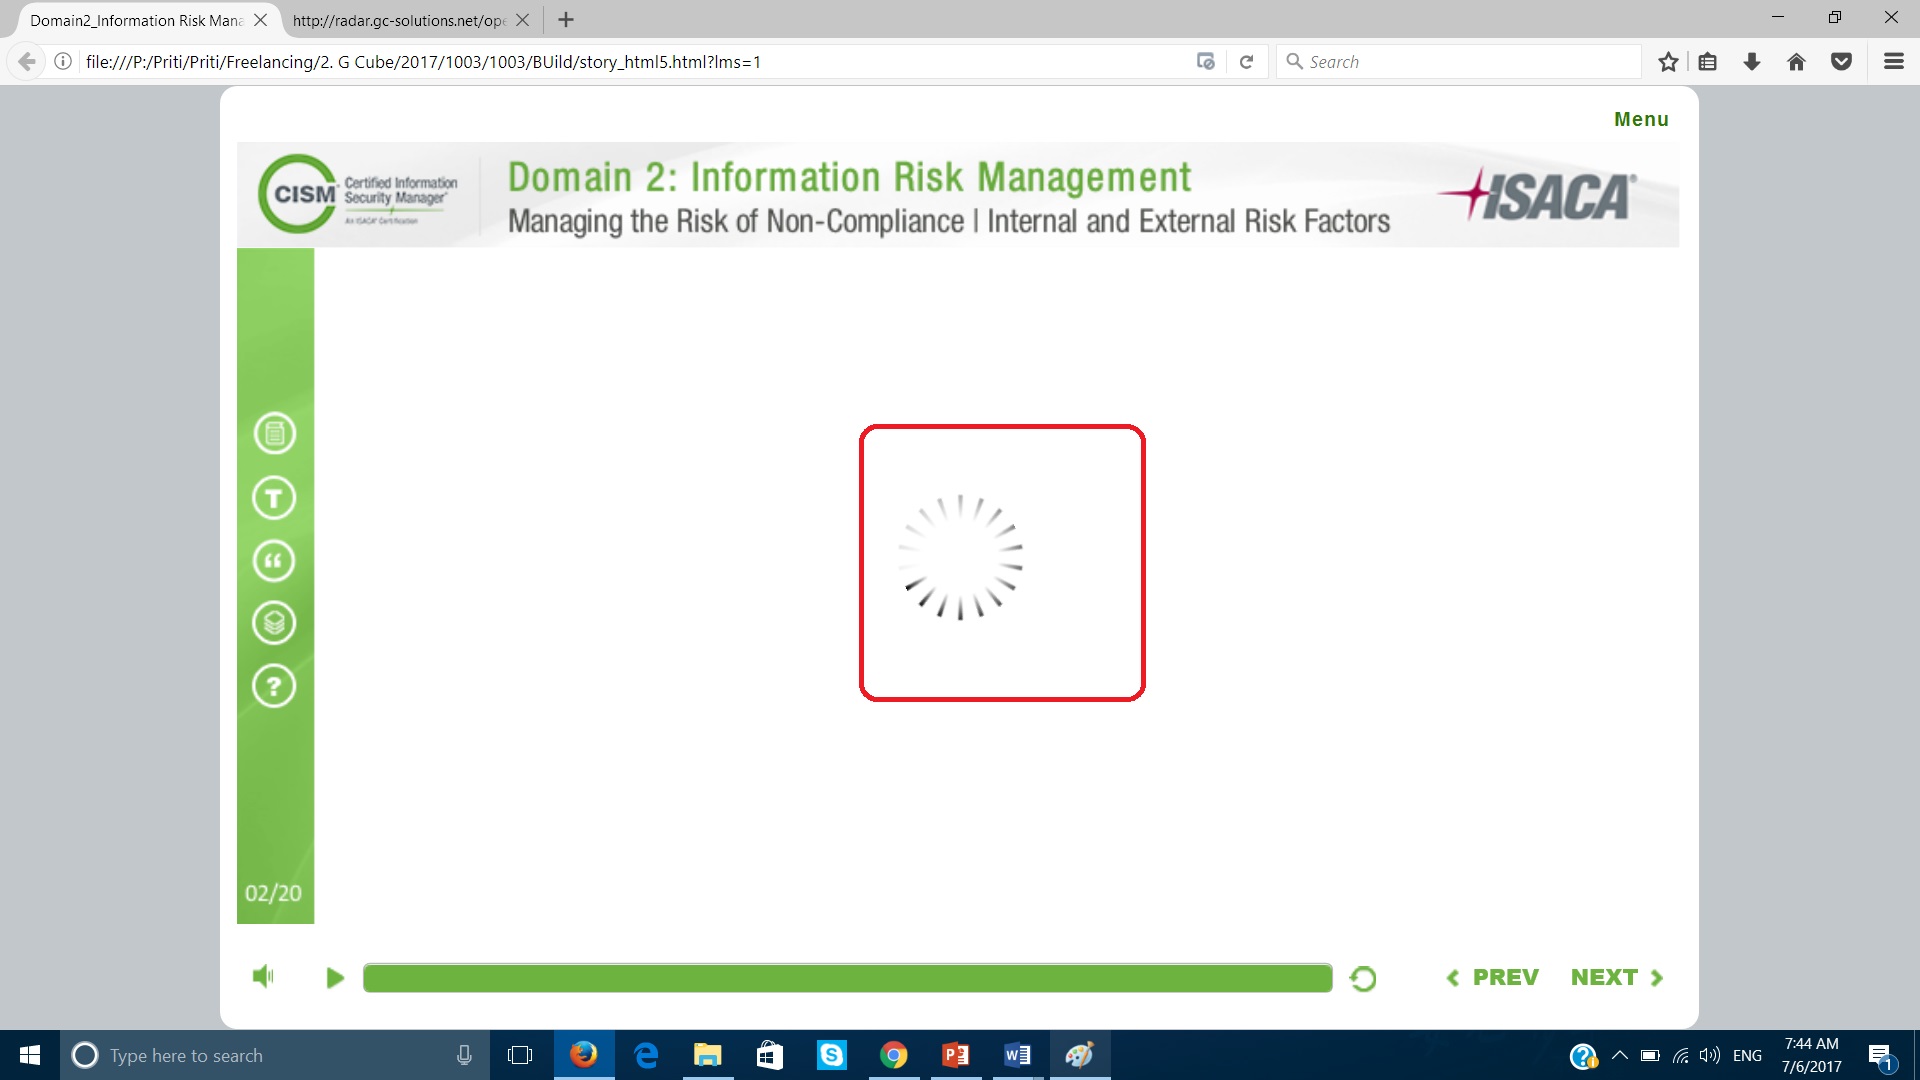 Domain2_Information Risk Mana
http://radar.gc-solutions.net/ope
file:///P:/Priti/Priti/Freelancing/2. G Cube/2017/1003/1003/BUild/story_html5.html?lms=1
Search
Menu
CISM
Certified Information
Security Manager®
An ISACA® Certification
Domain 2: Information Risk Management
Managing the Risk of Non-Compliance | Internal and External Risk Factors
ISACA®
T
“
?
02/20
PREV
NEXT
Type here to search
ENG
7:44 AM
7/6/2017
1